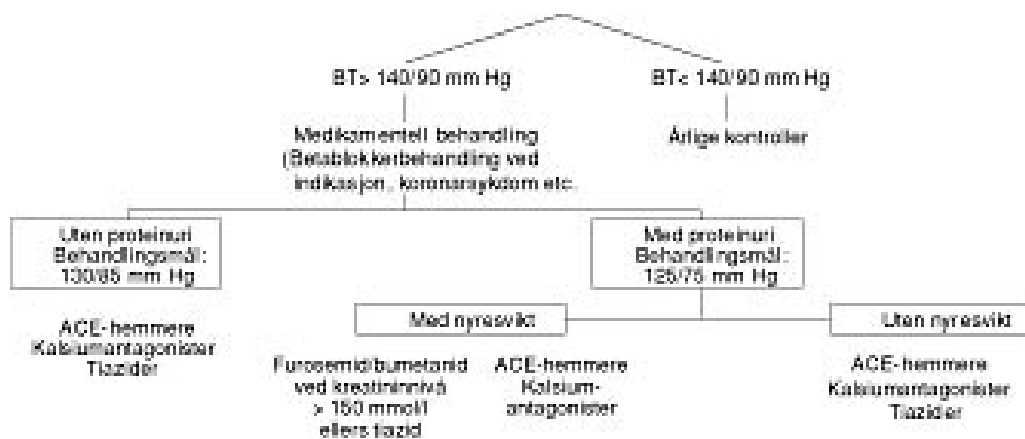 BT> 140/90 mm Hg
BT< 140/90 mm Hg
Medikamentell behandling
(Betablokkerbehandling ved
indikasjon, koronarsykdom etc.
Årlige kontroller
Uten proteinuri
Behandlingsmål:
130/85 mm Hg
Med proteinuri
Behandlingsmål:
125/75 mm Hg
Med nyresvikt
Uten nyresvikt
ACE-hemmere
Kalsiumantagonister
Tiazider
Furosemid/bumetanid
ved kreatininnivå
> 150 mmol/l
ellers tiazid
ACE-hemmere
Kalsium-
antagonister
ACE-hemmere
Kalsiumantagonister
Tiazider